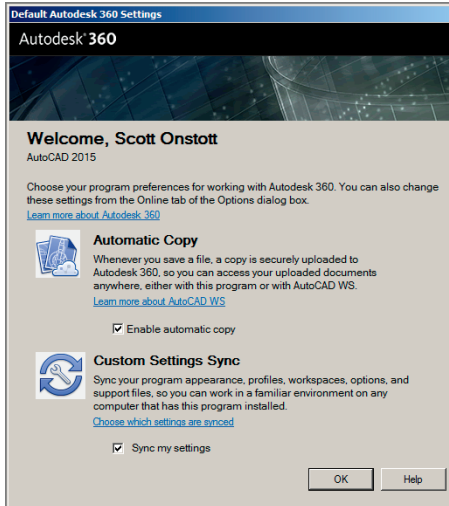 Default Autodesk 360 Settings
Autodesk® 360
Welcome, Scott Onstott
AutoCAD 2015
Choose your program preferences for working with Autodesk 360. You can also change
these settings from the Online tab of the Options dialog box.
Learn more about Autodesk 360
Automatic Copy
Whenever you save a file, a copy is securely uploaded to
Autodesk 360, so you can access your uploaded documents
anywhere, either with this program or with AutoCAD WS.
Learn more about AutoCAD WS
Enable automatic copy
Custom Settings Sync
Sync your program appearance, profiles, workspaces, options, and
support files, so you can work in a familiar environment on any
computer that has this program installed.
Choose which settings are synced
Sync my settings
OK Help